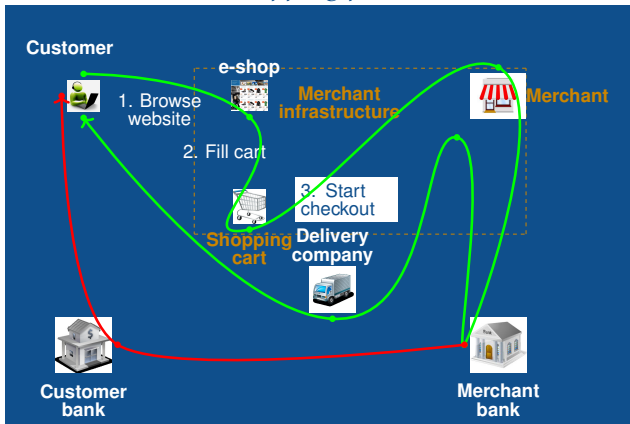 Customer
e-shop
1. Browse
website
Merchant
infrastructure
Merchant
2. Fill cart
3. Start
checkout
Shopping
cart
Delivery
company
Customer
bank
Merchant
bank